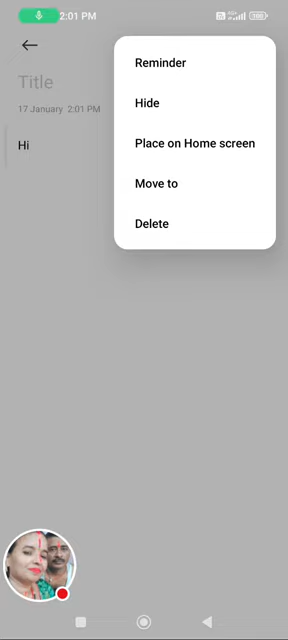 2:01 PM
Title
17 January 2:01 PM
Hi
Reminder
Hide
Place on Home screen
Move to
Delete